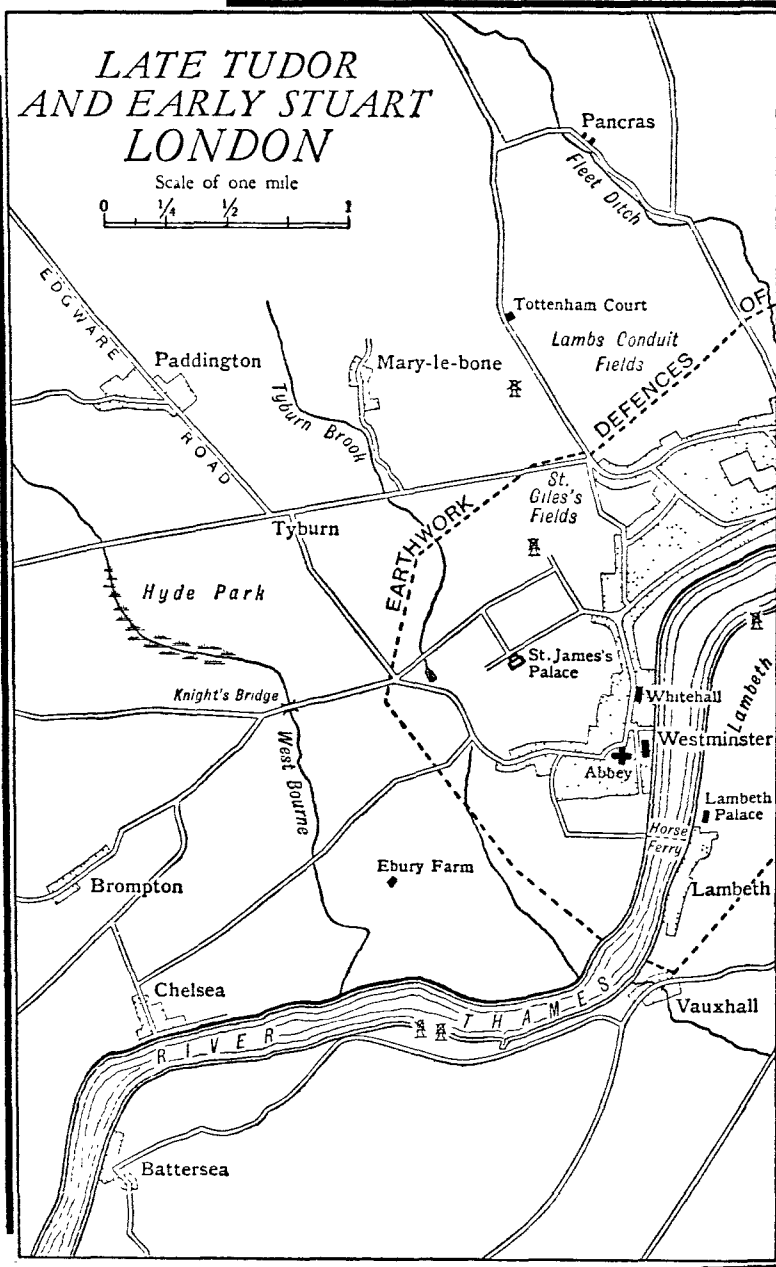 LATE TUDOR
AND EARLY STUART
LONDON
Scale of one mile
0 ¼ ½ 1
Pancras
Fleet Ditch
EDGWARE ROAD
Tottenham Court
OF
Lambs Conduit
Fields
Paddington
Mary-le-bone
Tyburn Brook
DEFENCES
St.
Giles's
Fields
EARTHWORK
Tyburn
Hyde Park
St. James's
Palace
Knight's Bridge
Whitehall
Lambeth
West Bourne
Westminster
Abbey
Lambeth
Palace
Horse
Ferry
Ebury Farm
Brompton
Lambeth
Chelsea
Vauxhall
RIVER THAMES
Battersea